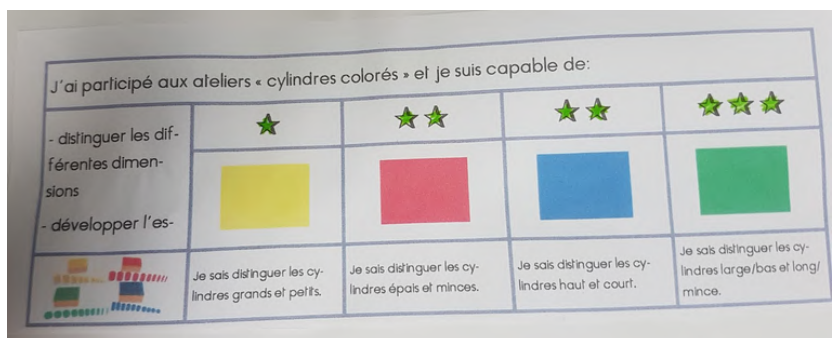 J'ai participé aux ateliers « cylindres colorés » et je suis capable de:
- distinguer les dif-
férentes dimen-
sions
- développer l'es-
Je sais distinguer les cy-
lindres grands et petits.
Je sais distinguer les cy-
lindres épais et minces.
Je sais distinguer les cy-
lindres haut et court.
Je sais distinguer les cy-
lindres large/bas et long/
mince.